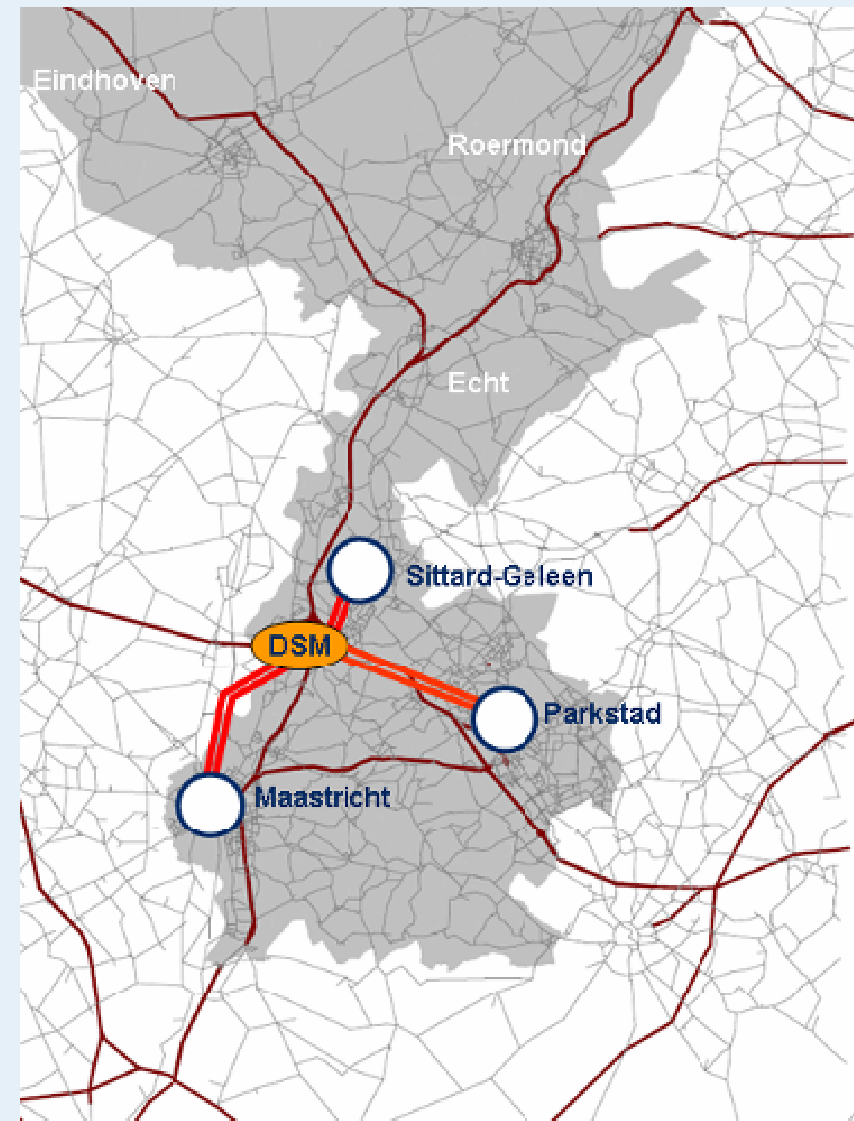 Eindhoven
Roermond
Echt
Sittard-Geleen
DSM
Parkstad
Maastricht